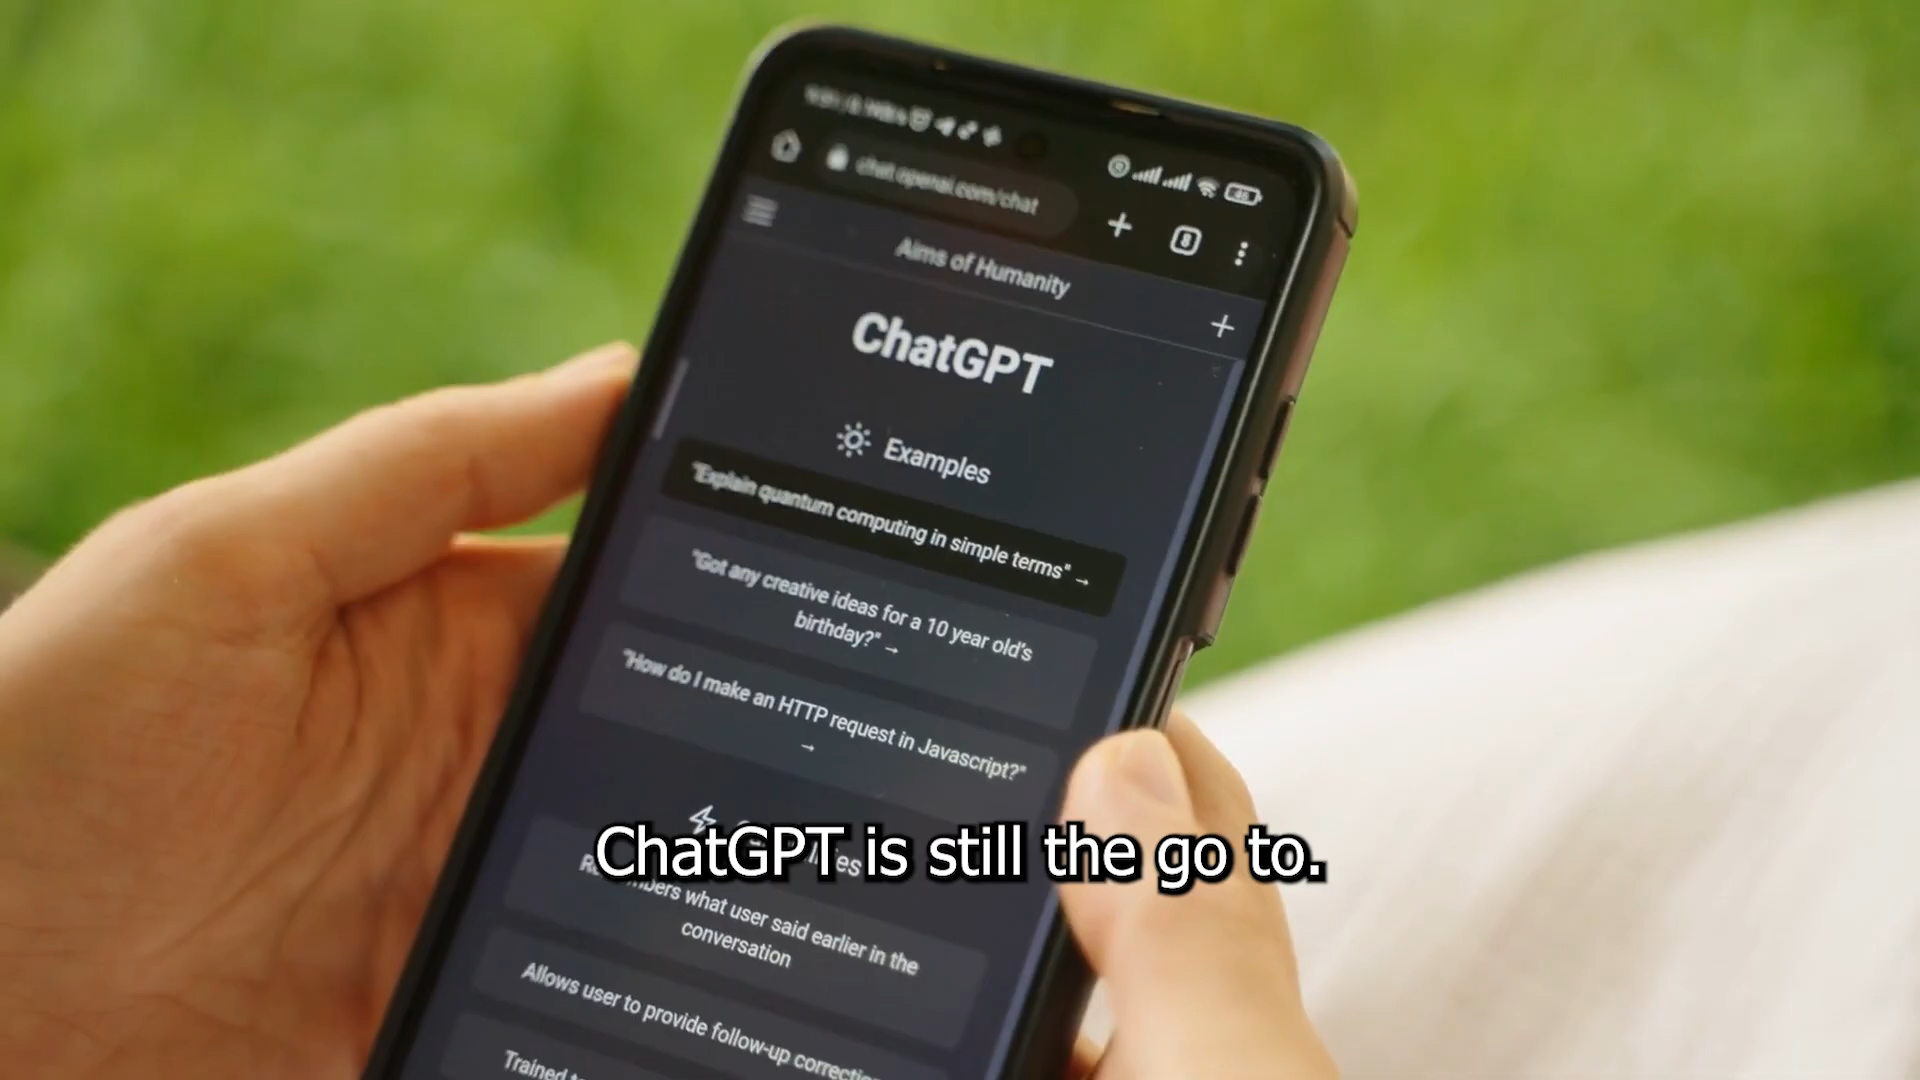 chat.openai.com/chat
8
Aims of Humanity
ChatGPT
Examples
"Explain quantum computing in simple terms" →
"Got any creative ideas for a 10 year old's
birthday?" →
"How do I make an HTTP request in Javascript?"
→
ChatGPT is still the go to.
what user said earlier in the
conversation
Allows user to provide follow-up
Trained